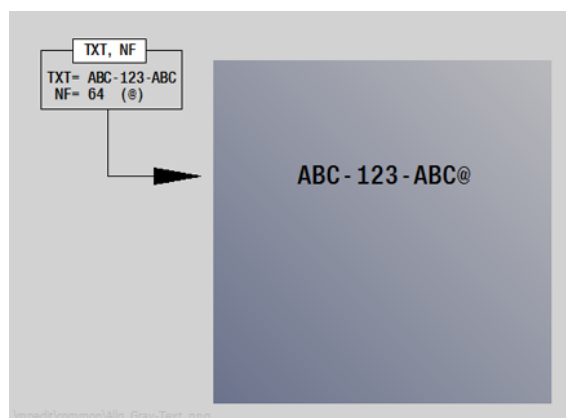 TXT, NF
TXT= ABC-123-ABC
NF= 64 (@)
ABC-123-ABC@